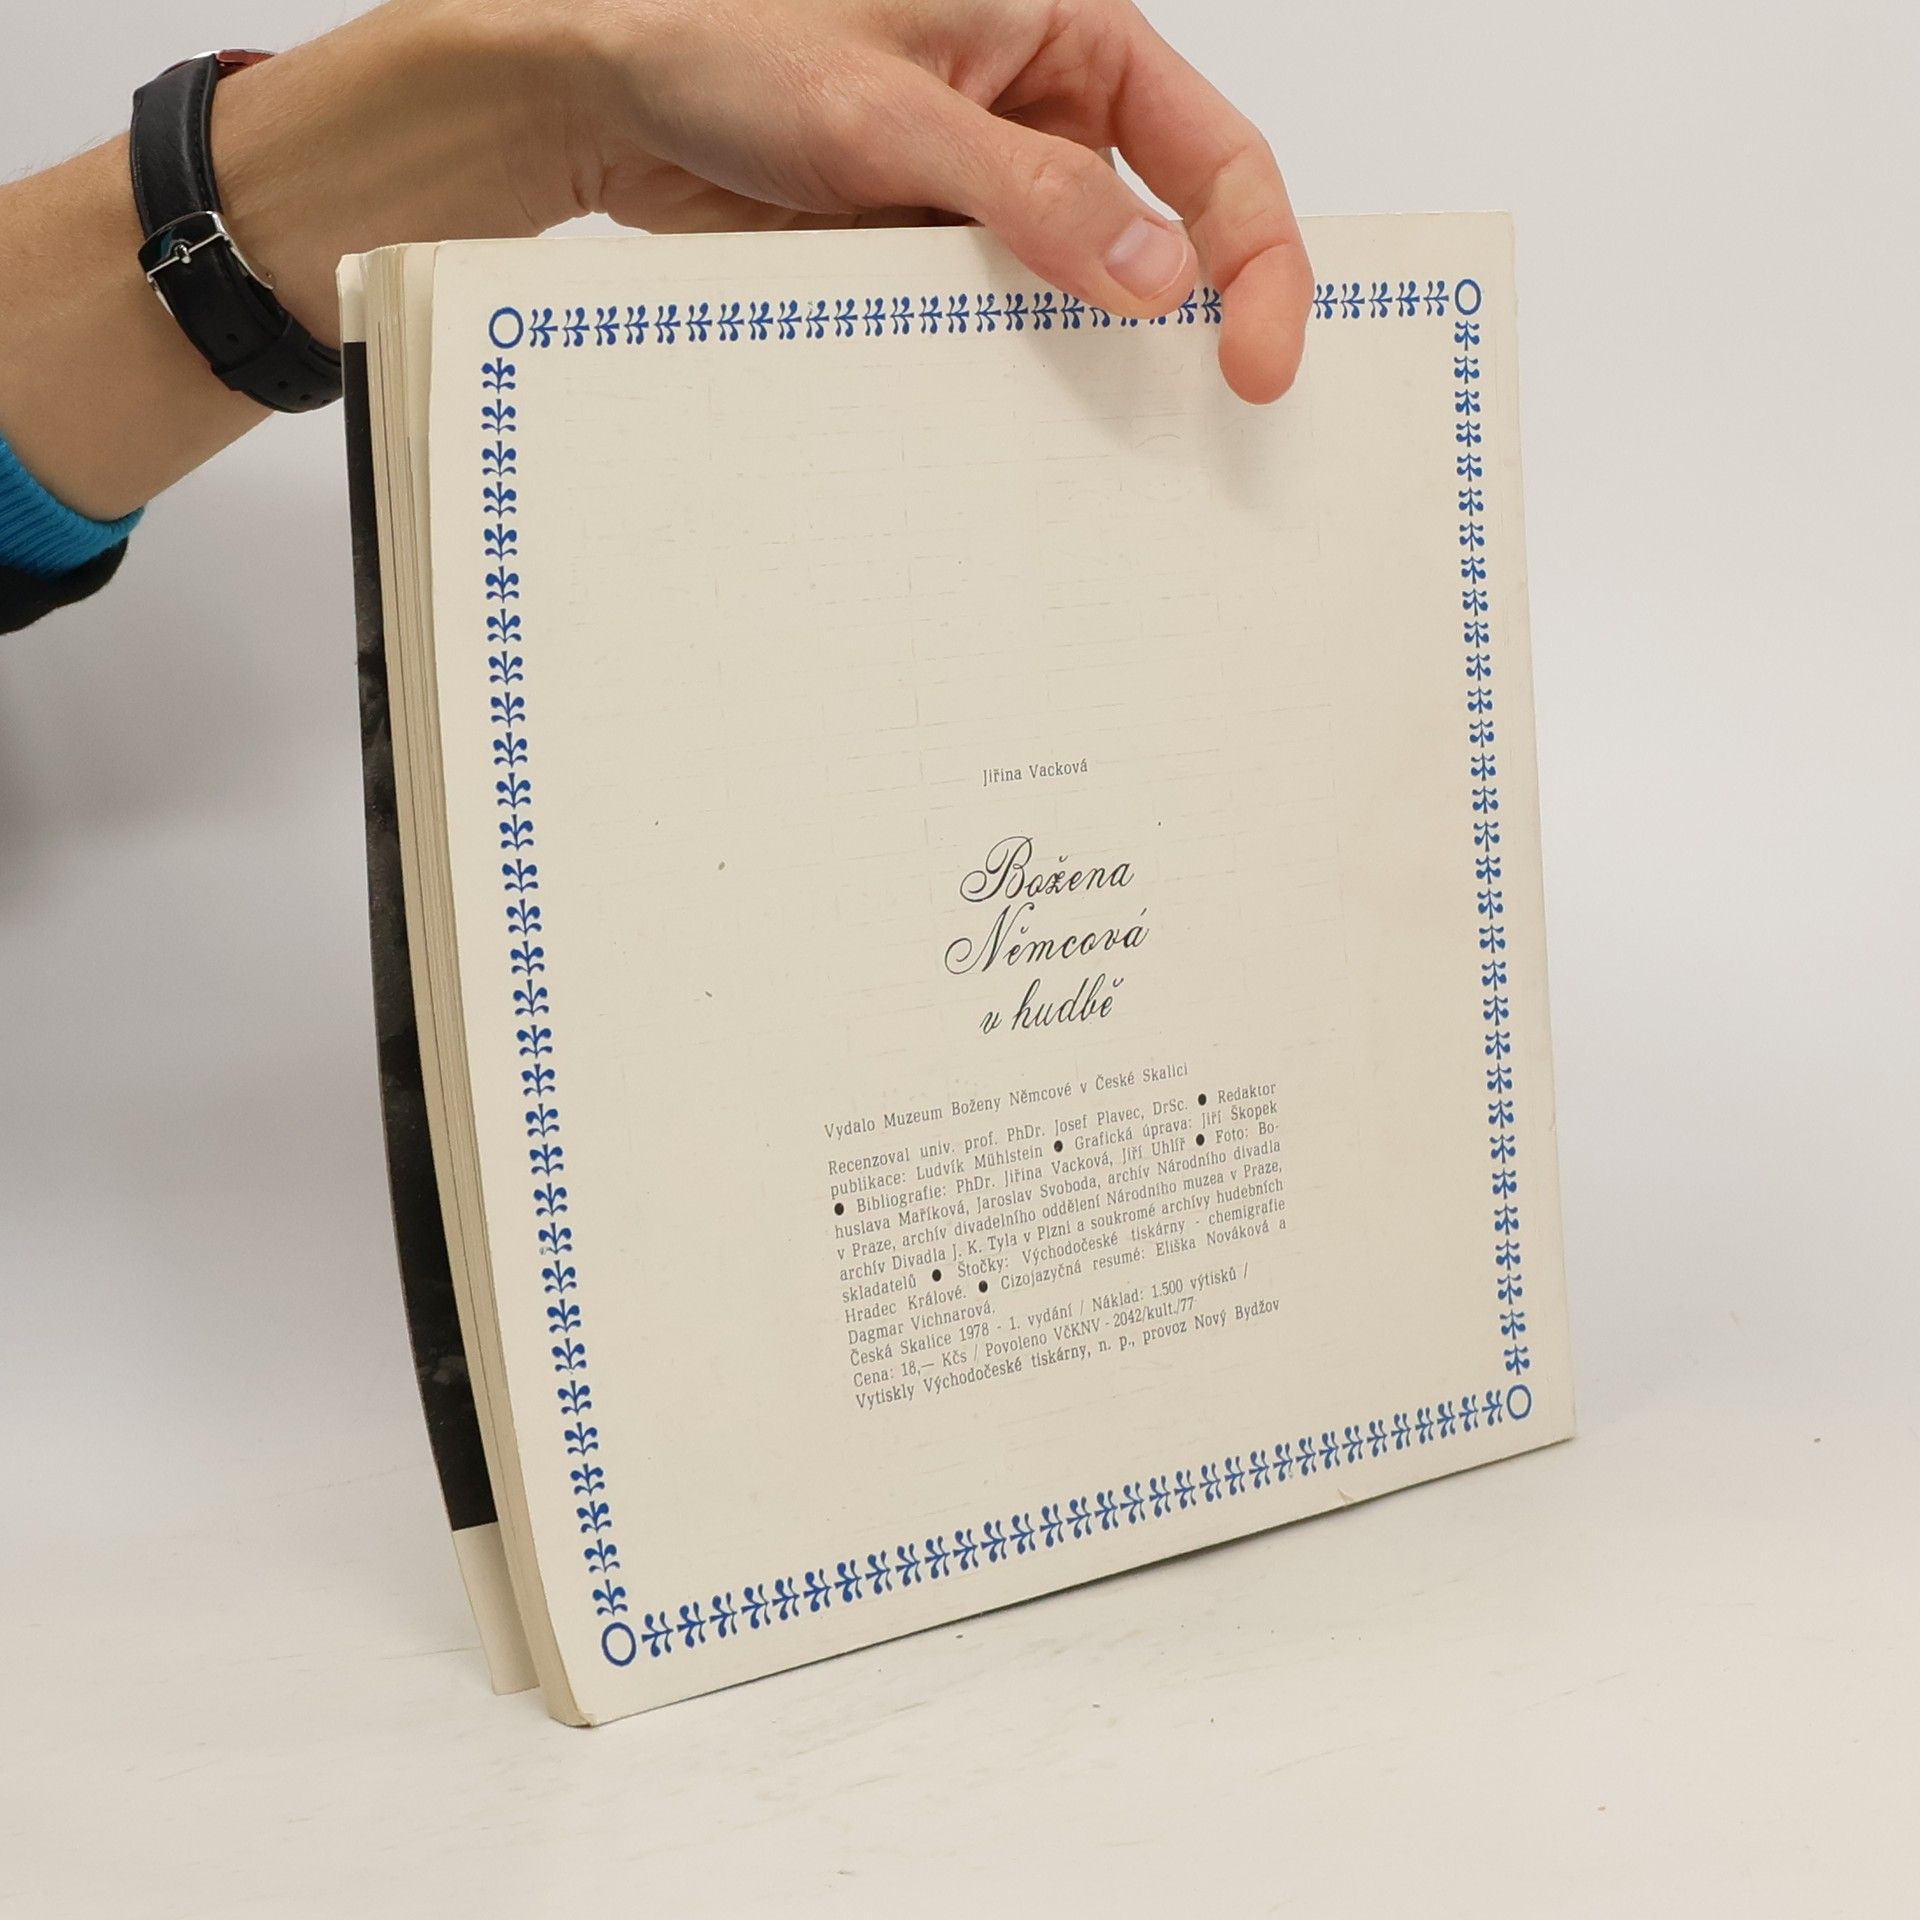 Jiřina Vacková
Božena
Němcová
v hudbě
Vydalo Muzeum Boženy Němcové v České Skalici
Recenzoval univ. prof. PhDr. Josef Plavec, DrSc. ● Redaktor
publikace: Ludvík Mühlstein ● Grafická úprava: Jiří Škopek
● Bibliografie: PhDr. Jiřina Vacková, Jiří Uhlíř ● Foto: Bo-
huslava Maříková, Jaroslav Svoboda, archív Národního divadla
v Praze, archív divadelního oddělení Národního muzea v Praze,
archív Divadla J. K. Tyla v Plzni a soukromé archívy hudebních
skladatelů ● Štočky: Východočeské tiskárny - chemigrafie
Hradec Králové. ● Cizojazyčná resumé: Eliška Nováková a
Dagmar Vichnarová.
Česká Skalice 1978 - 1. vydání / Náklad: 1.500 výtisků /
Cena: 18,— Kčs / Povoleno VčKNV - 2042/kult./77
Vytiskly Východočeské tiskárny, n. p., provoz Nový Bydžov